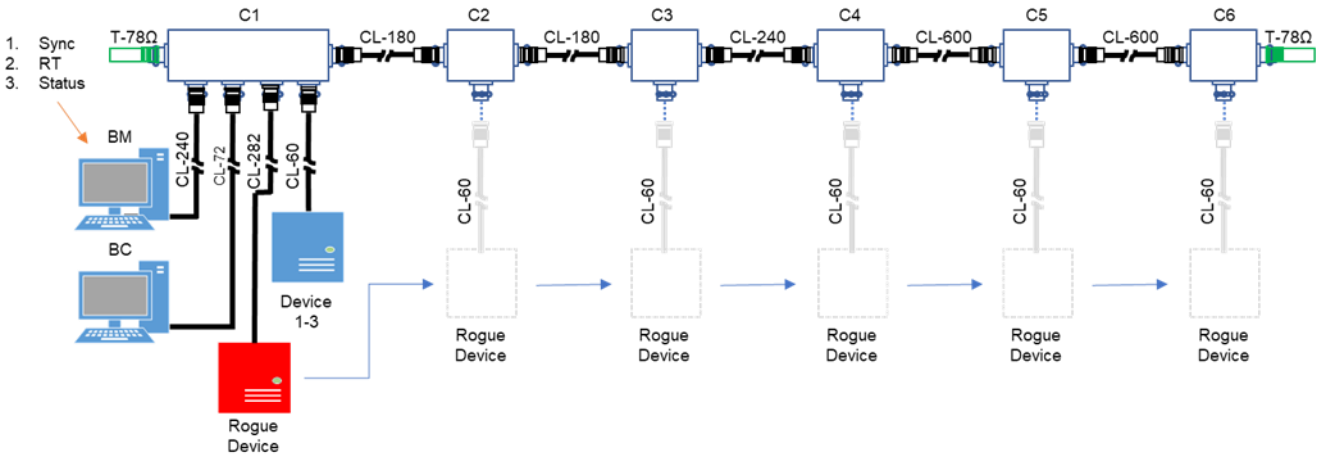 C1
C2
C3
C4
C5
C6
1. Sync
2. RT
3. Status
T-78Ω
CL-180
CL-180
CL-240
CL-600
CL-600
T-78Ω
BM
CL-240
CL-72
CL-282
CL-60
CL-60
CL-60
CL-60
CL-60
CL-60
BC
Device
1-3
Rogue
Device
Rogue
Device
Rogue
Device
Rogue
Device
Rogue
Device
Rogue
Device